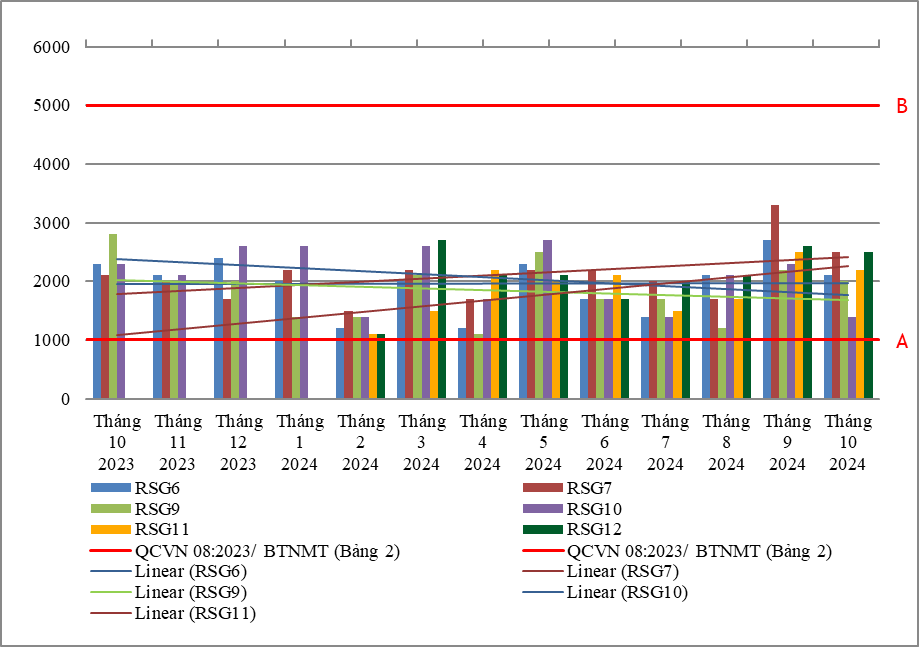 6000
5000
B
4000
3000
2000
1000
A
0
Tháng Tháng Tháng Tháng Tháng Tháng Tháng Tháng Tháng Tháng Tháng Tháng Tháng
10 11 12 1 2 3 4 5 6 7 8 9 10
2023 2023 2023 2024 2024 2024 2024 2024 2024 2024 2024 2024 2024
RSG6 RSG7
RSG9 RSG10
RSG11 RSG12
QCVN 08:2023/ BTNMT (Bảng 2) QCVN 08:2023/ BTNMT (Bảng 2)
Linear (RSG6) Linear (RSG7)
Linear (RSG9) Linear (RSG10)
Linear (RSG11)